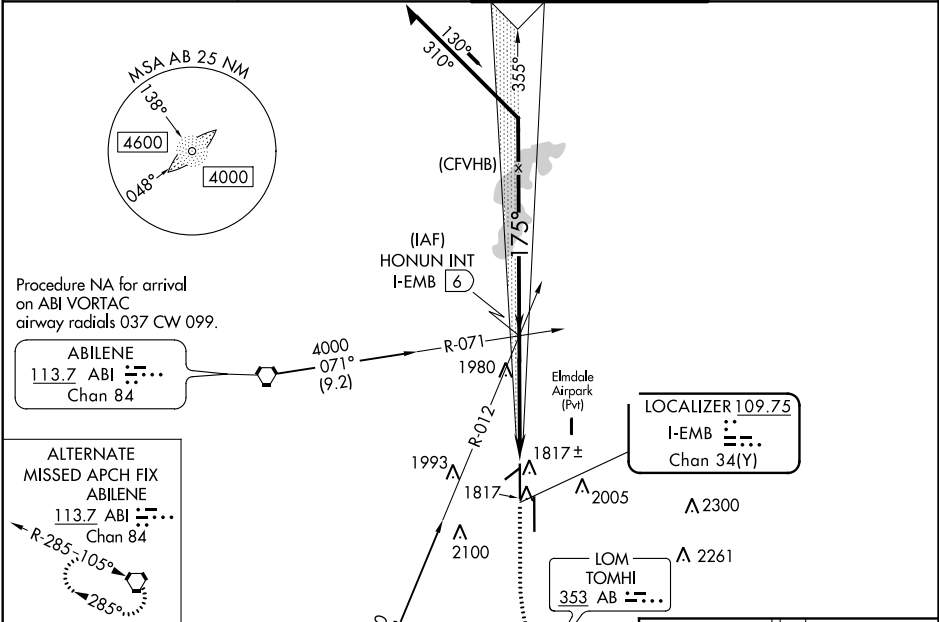 MSA AB 25 NM
138°
4600
4000
048°
130°
310°
355°
(CFVHB)
x
175°
(IAF)
HONUN INT
I-EMB 6
Procedure NA for arrival
on ABI VORTAC
airway radials 037 CW 099.
ABILENE
113.7 ABI
Chan 84
4000
071°
(9.2)
R-071
1980
Elmdale
Airpark
(Pvt)
LOCALIZER 109.75
I-EMB
Chan 34(Y)
R-012
1993
1817 ±
1817
2005
2300
2100
2261
ALTERNATE
MISSED APCH FIX
ABILENE
113.7 ABI
Chan 84
R-285
105°
285°
LOM
TOMHI
353 AB